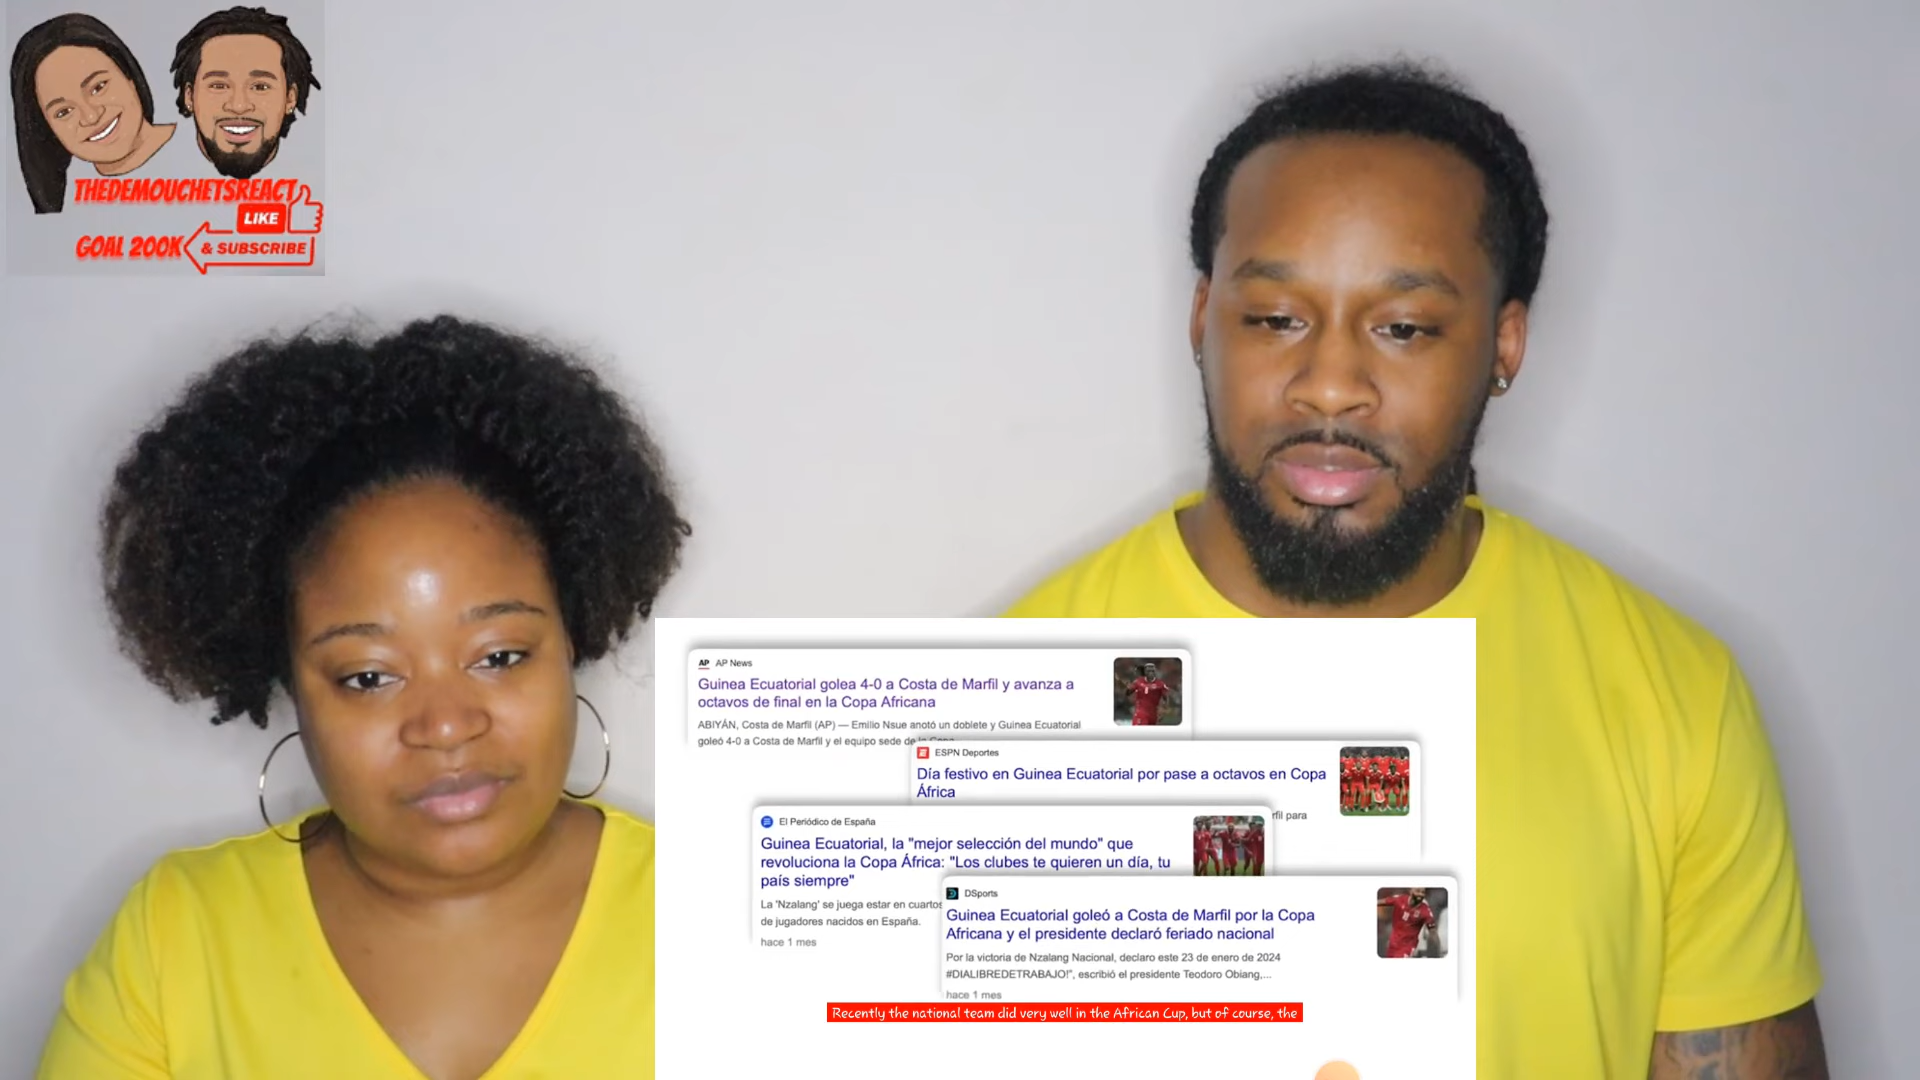 THEDEMOUCHETSREACT
LIKE
GOAL 200K
& SUBSCRIBE
AP AP News
Guinea Ecuatorial golea 4-0 a Costa de Marfil y avanza a
octavos de final en la Copa Africana
ABIYÁN, Costa de Marfil (AP) — Emilio Nsue anotó un doblete y Guinea Ecuatorial
goleó 4-0 a Costa de Marfil y el equipo sede de
ESPN Deportes
Día festivo en Guinea Ecuatorial por pase a octavos en Copa
África
rfil para
El Periódico de España
Guinea Ecuatorial, la "mejor selección del mundo" que
revoluciona la Copa África: "Los clubes te quieren un día, tu
país siempre"
La 'Nzalang' se juega estar en cuartos
de jugadores nacidos en España.
hace 1 mes
DSports
Guinea Ecuatorial goleó a Costa de Marfil por la Copa
Africana y el presidente declaró feriado nacional
Por la victoria de Nzalang Nacional, declaro este 23 de enero de 2024
#DIALIBREDETRABAJO!", escribió el presidente Teodoro Obiang,...
hace 1 mes
Recently the national team did very well in the African Cup, but of course, the